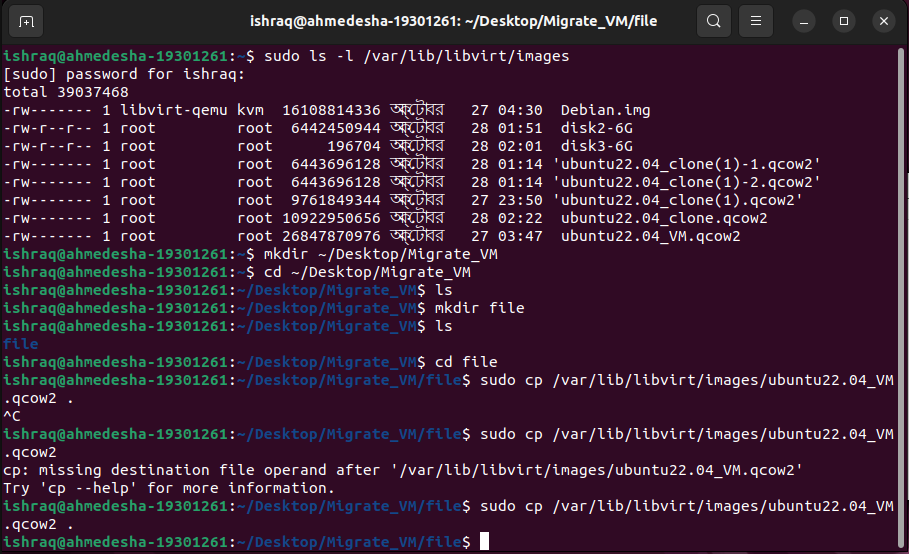 ishraq@ahmedesha-19301261: ~/Desktop/Migrate_VM/file
ishraq@ahmedesha-19301261:~$ sudo ls -l /var/lib/libvirt/images
[sudo] password for ishraq:
total 39037468
-rw------- 1 libvirt-qemu kvm 16108814336 অক্টোবর 27 04:30 Debian.img
-rw-r--r-- 1 root root 6442450944 অক্টোবর 28 01:51 disk2-6G
-rw-r--r-- 1 root root 196704 অক্টোবর 28 02:01 disk3-6G
-rw------- 1 root root 6443696128 অক্টোবর 28 01:14 'ubuntu22.04_clone(1)-1.qcow2'
-rw------- 1 root root 6443696128 অক্টোবর 28 01:14 'ubuntu22.04_clone(1)-2.qcow2'
-rw------- 1 root root 9761849344 অক্টোবর 27 23:50 'ubuntu22.04_clone(1).qcow2'
-rw------- 1 root root 10922950656 অক্টোবর 28 02:22 ubuntu22.04_clone.qcow2
-rw------- 1 root root 26847870976 অক্টোবর 27 03:47 ubuntu22.04_VM.qcow2
ishraq@ahmedesha-19301261:~$ mkdir ~/Desktop/Migrate_VM
ishraq@ahmedesha-19301261:~$ cd ~/Desktop/Migrate_VM
ishraq@ahmedesha-19301261:~/Desktop/Migrate_VM$ ls
ishraq@ahmedesha-19301261:~/Desktop/Migrate_VM$ mkdir file
ishraq@ahmedesha-19301261:~/Desktop/Migrate_VM$ ls
file
ishraq@ahmedesha-19301261:~/Desktop/Migrate_VM$ cd file
ishraq@ahmedesha-19301261:~/Desktop/Migrate_VM/file$ sudo cp /var/lib/libvirt/images/ubuntu22.04_VM
.qcow2 .
^C
ishraq@ahmedesha-19301261:~/Desktop/Migrate_VM/file$ sudo cp /var/lib/libvirt/images/ubuntu22.04_VM
.qcow2
cp: missing destination file operand after '/var/lib/libvirt/images/ubuntu22.04_VM.qcow2'
Try 'cp --help' for more information.
ishraq@ahmedesha-19301261:~/Desktop/Migrate_VM/file$ sudo cp /var/lib/libvirt/images/ubuntu22.04_VM
.qcow2 .
ishraq@ahmedesha-19301261:~/Desktop/Migrate_VM/file$